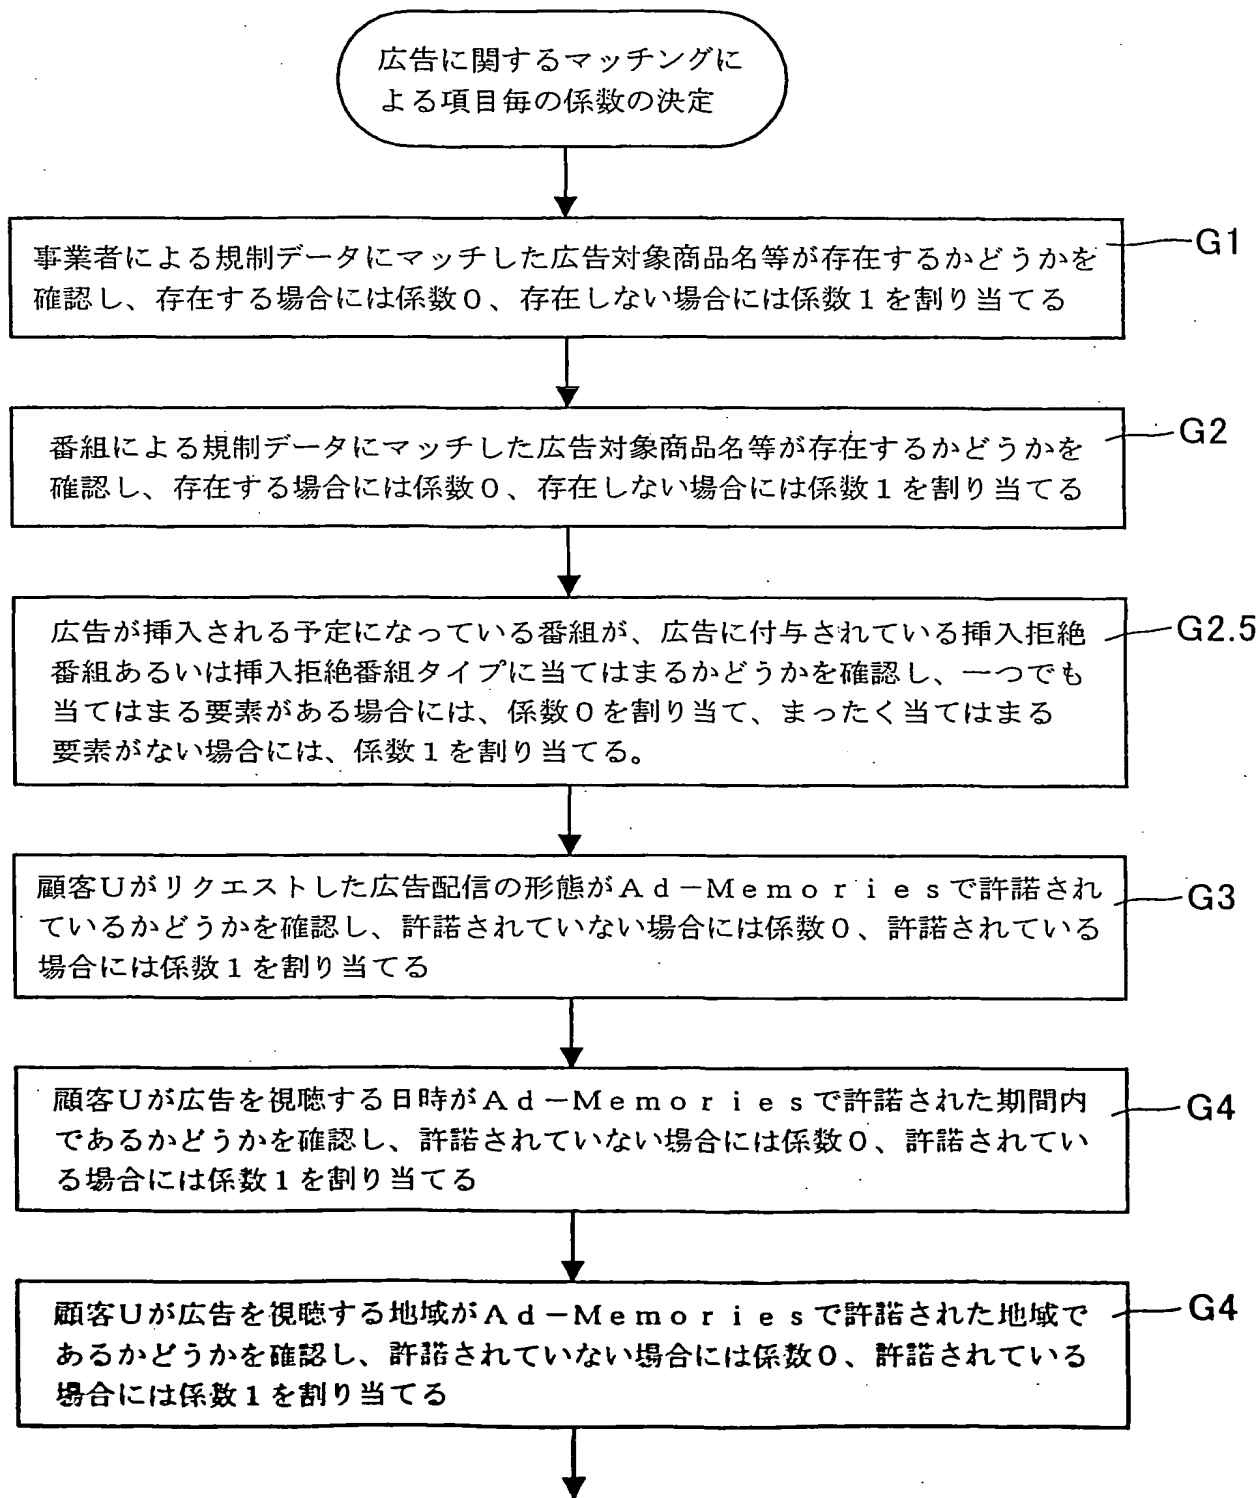 広告に関するマッチングに
よる項目毎の係数の決定
事業者による規制データにマッチした広告対象商品名等が存在するかどうかを
確認し、存在する場合には係数０、存在しない場合には係数１を割り当てる
G1
番組による規制データにマッチした広告対象商品名等が存在するかどうかを
確認し、存在する場合には係数０、存在しない場合には係数１を割り当てる
G2
広告が挿入される予定になっている番組が、広告に付与されている挿入拒絶
番組あるいは挿入拒絶番組タイプに当てはまるかどうかを確認し、一つでも
当てはまる要素がある場合には、係数０を割り当て、まったく当てはまる
要素がない場合には、係数１を割り当てる。
G2.5
顧客ＵがリクエストしたAd広告配信の形態がＡｄ－Ｍｅｍｏｒｉｅｓで許諾され
ているかどうかを確認し、許諾されていない場合には係数０、許諾されている
場合には係数１を割り当てる
G3
顧客Ｕが広告を視聴する日時がＡｄ－Ｍｅｍｏｒｉｅｓで許諾された期間内
であるかどうかを確認し、許諾されていない場合には係数０、許諾されてい
る場合には係数１を割り当てる
G4
顧客Ｕが広告を視聴する地域がＡｄ－Ｍｅｍｏｒｉｅｓで許諾された地域で
あるかどうかを確認し、許諾されていない場合には係数０、許諾されている
場合には係数１を割り当てる
G4